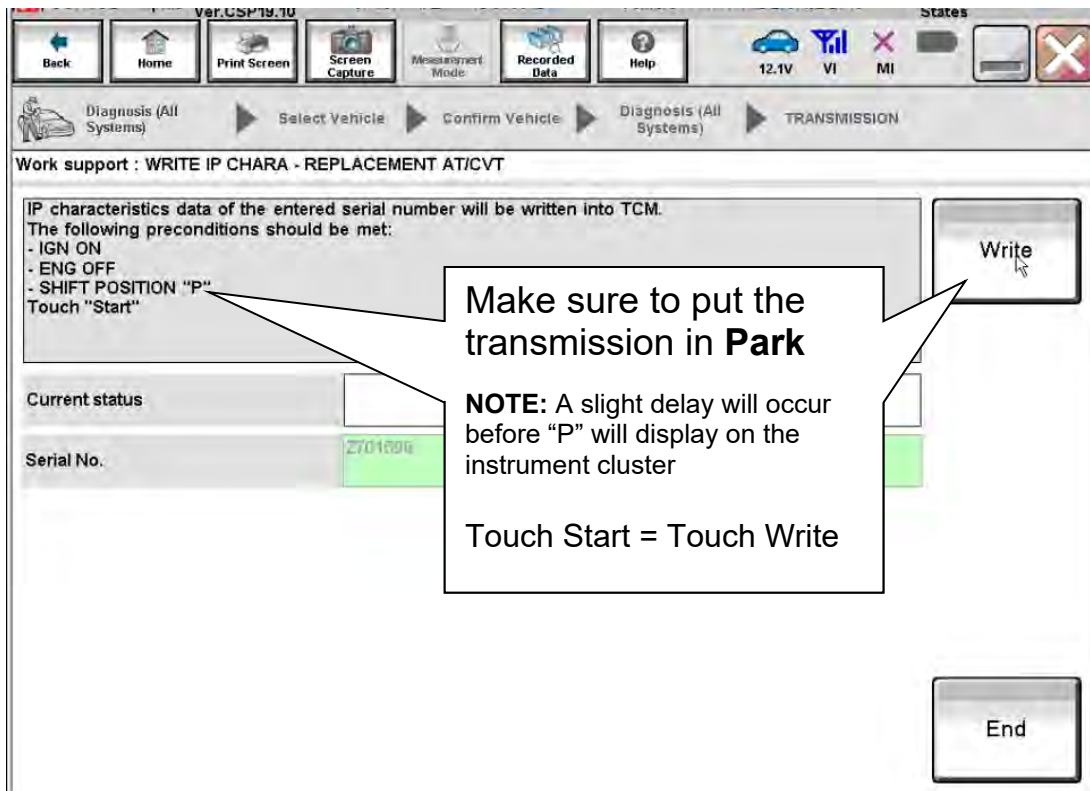 Ver.CSP19.10
States
Back
Home
Print Screen
Screen
Capture
Measurement
Mode
Recorded
Data
Help
12.1V
VI
MI
Diagnosis (All
Systems)
Select Vehicle
Confirm Vehicle
Diagnosis (All
Systems)
TRANSMISSION
Work support : WRITE IP CHARA - REPLACEMENT AT/CVT
IP characteristics data of the entered serial number will be written into TCM.
The following preconditions should be met:
- IGN ON
- ENG OFF
- SHIFT POSITION "P"
Touch "Start"
Write
Make sure to put the
transmission in Park
NOTE: A slight delay will occur
before “P” will display on the
instrument cluster
Touch Start = Touch Write
Current status
Serial No.
End